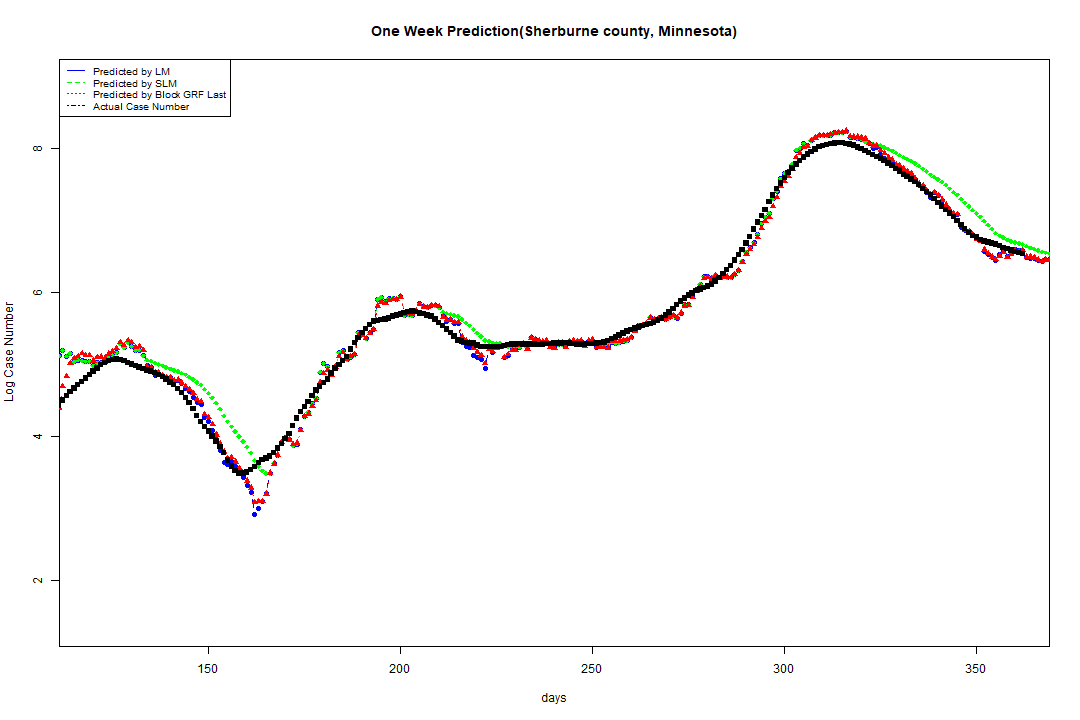 One Week Prediction(Sherburne county, Minnesota)
Predicted by LM
Predicted by SLM
Predicted by Block GRF Last
Actual Case Number
Log Case Number
8
6
4
2
150 200 250 300 350
days